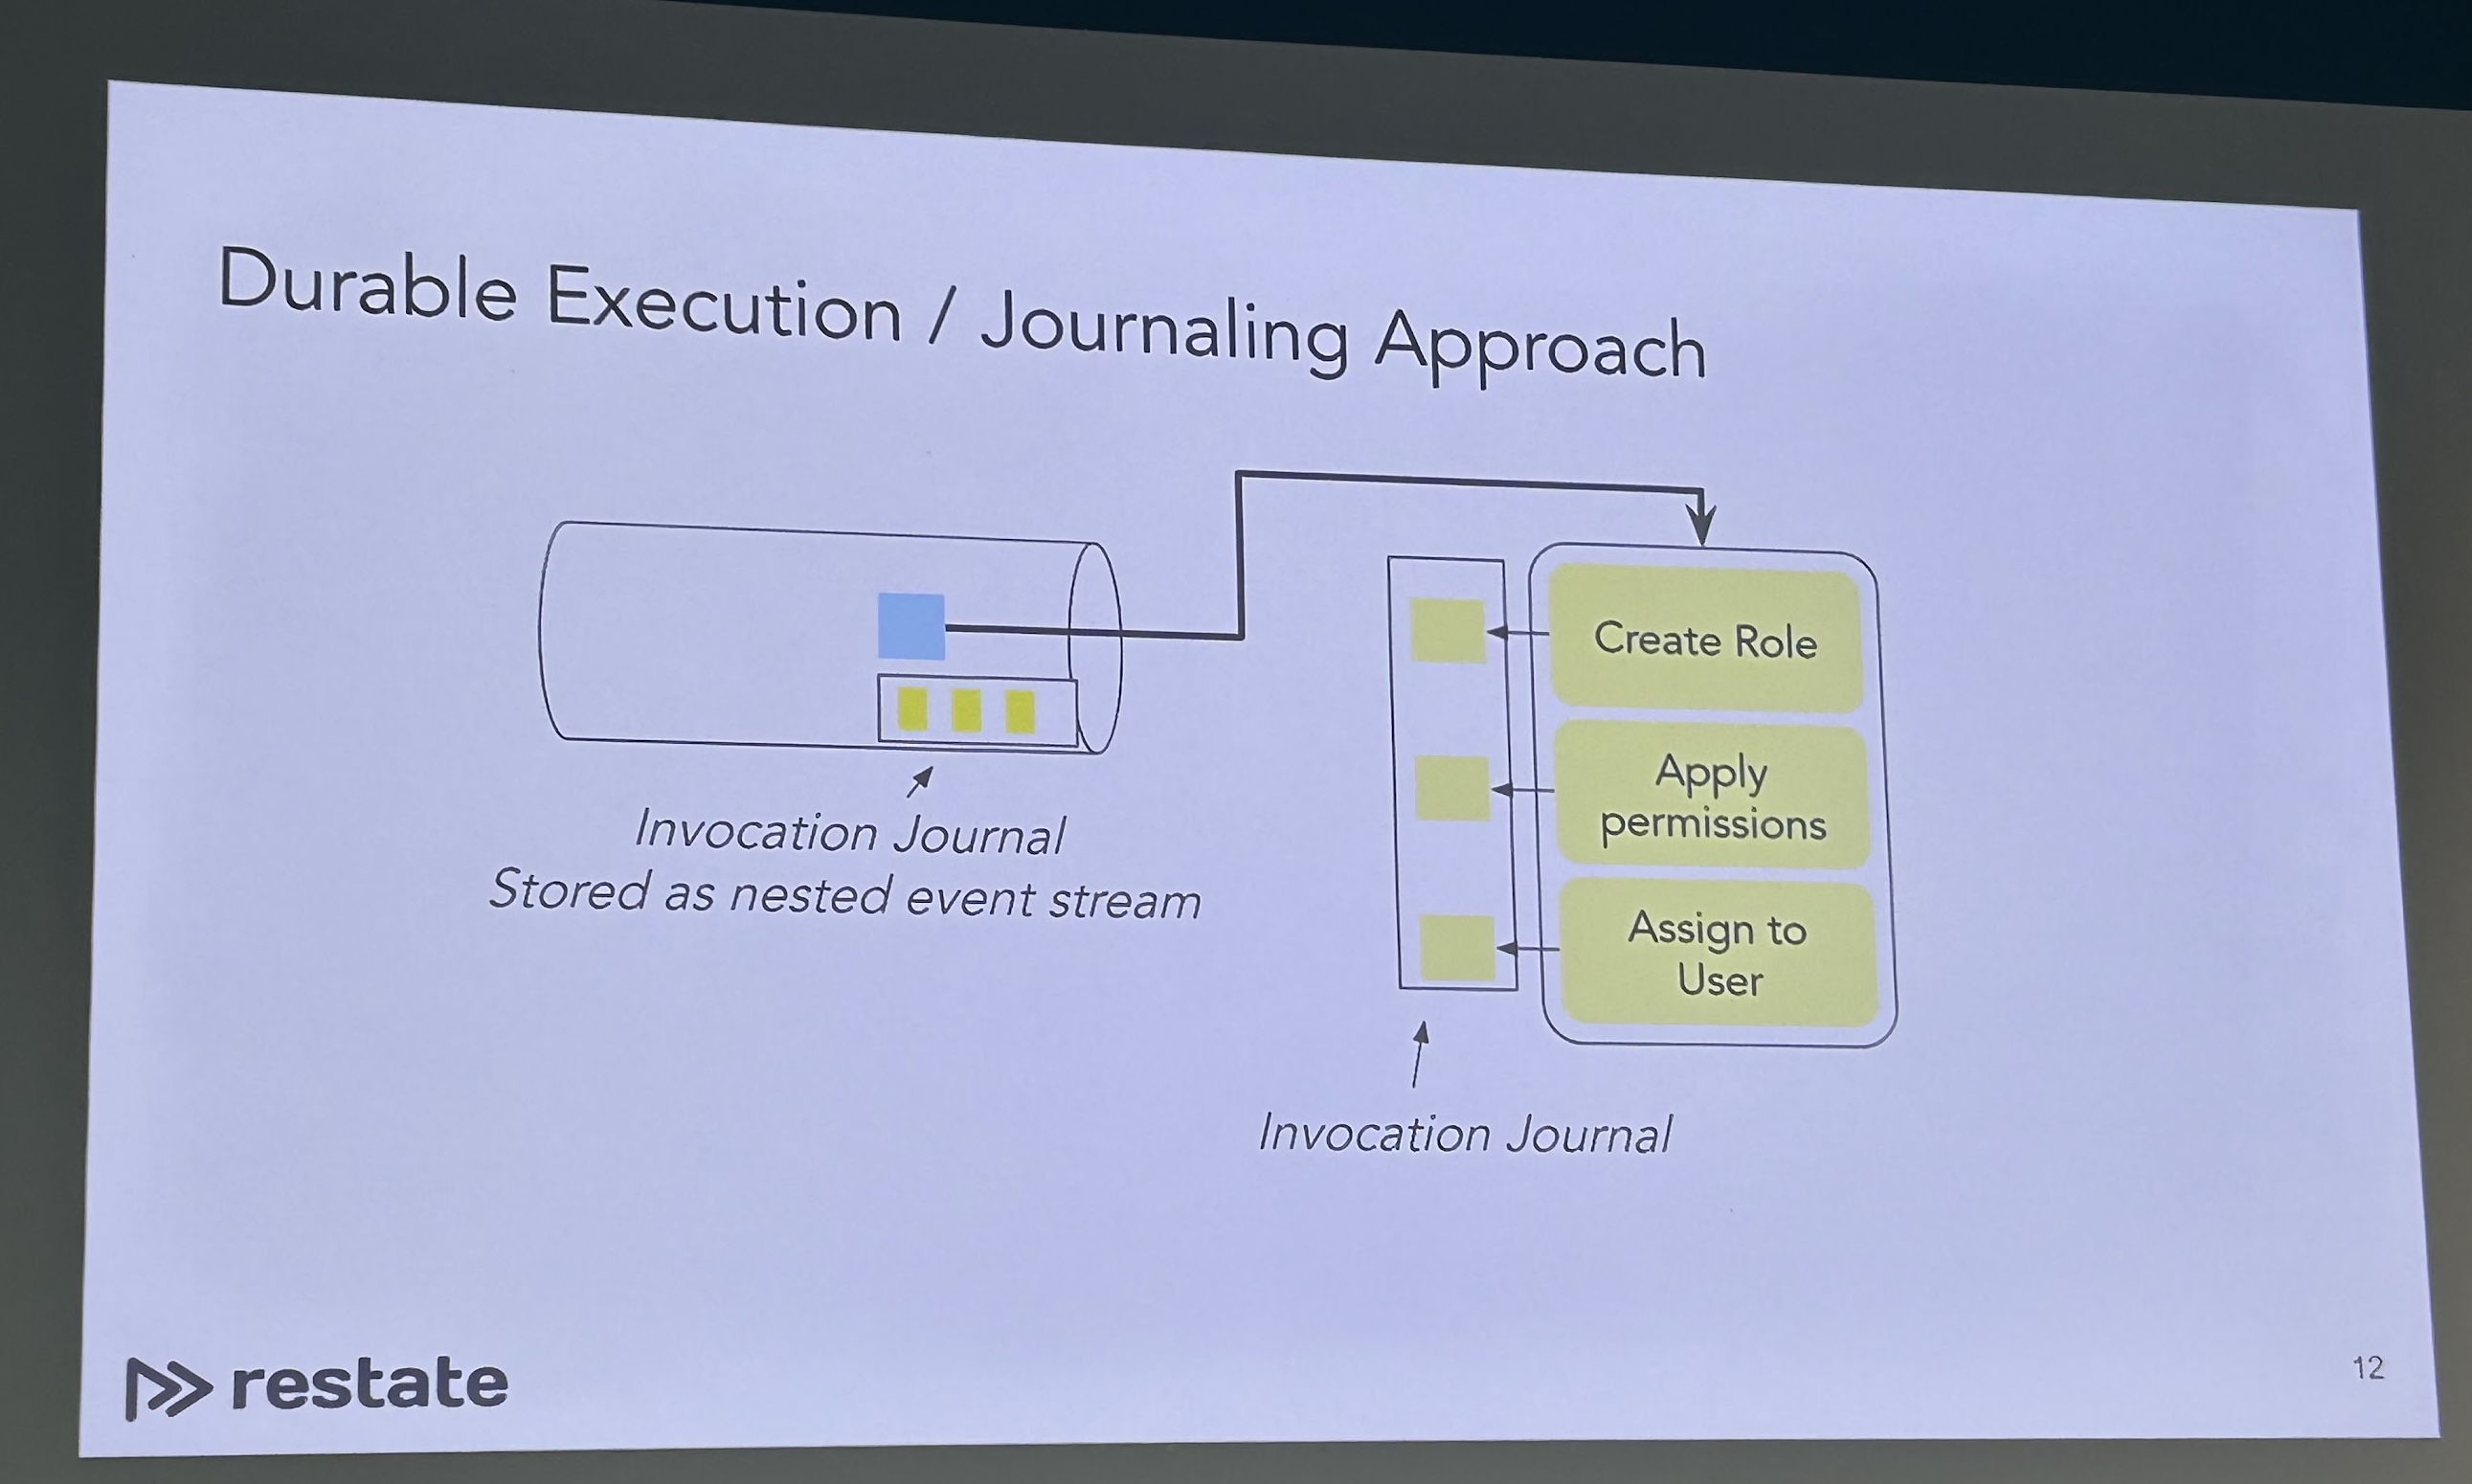 Durable Execution / Journaling Approach
Create Role
Apply
permissions
Assign to
User
Invocation Journal
Stored as nested event stream
Invocation Journal
restate
12